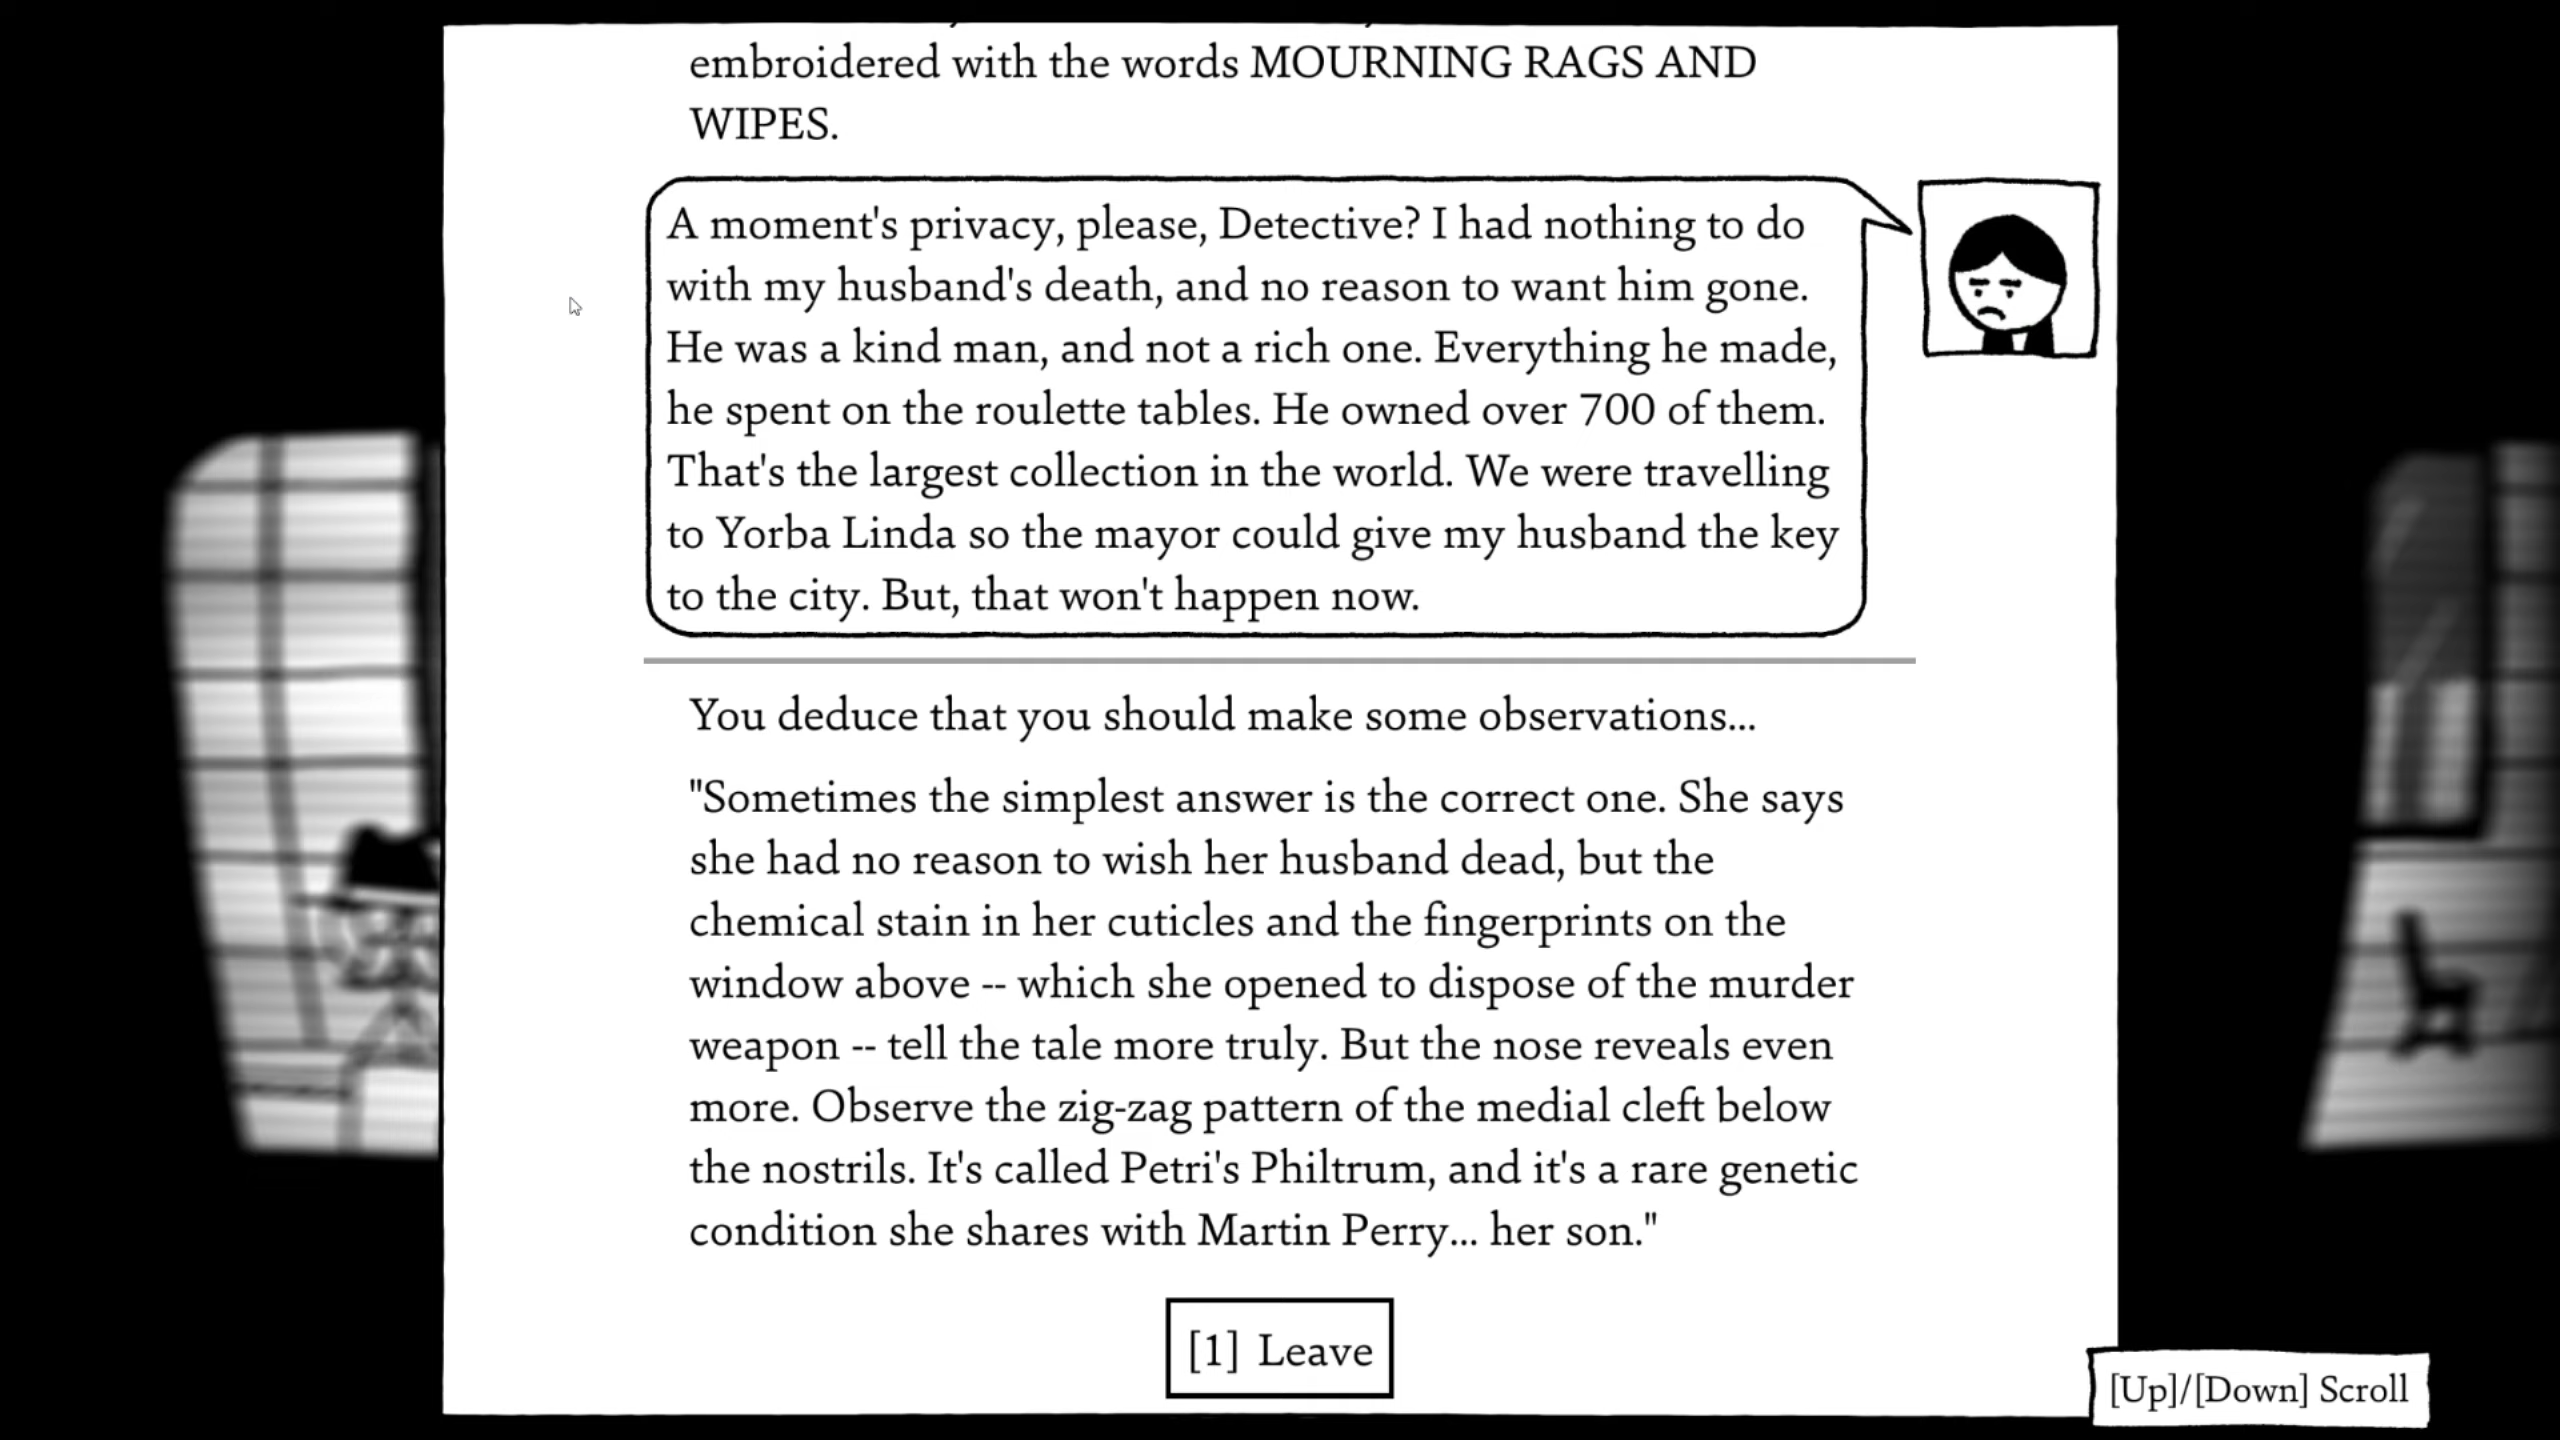 embroidered with the words MOURNING RAGS AND
WIPES.
A moment's privacy, please, Detective? I had nothing to do
with my husband's death, and no reason to want him gone.
He was a kind man, and not a rich one. Everything he made,
he spent on the roulette tables. He owned over 700 of them.
That's the largest collection in the world. We were travelling
to Yorba Linda so the mayor could give my husband the key
to the city. But, that won't happen now.
You deduce that you should make some observations...
"Sometimes the simplest answer is the correct one. She says
she had no reason to wish her husband dead, but the
chemical stain in her cuticles and the fingerprints on the
window above -- which she opened to dispose of the murder
weapon -- tell the tale more truly. But the nose reveals even
more. Observe the zig-zag pattern of the medial cleft below
the nostrils. It's called Petri's Philtrum, and it's a rare genetic
condition she shares with Martin Perry... her son."
[1] Leave
[Up]/[Down] Scroll